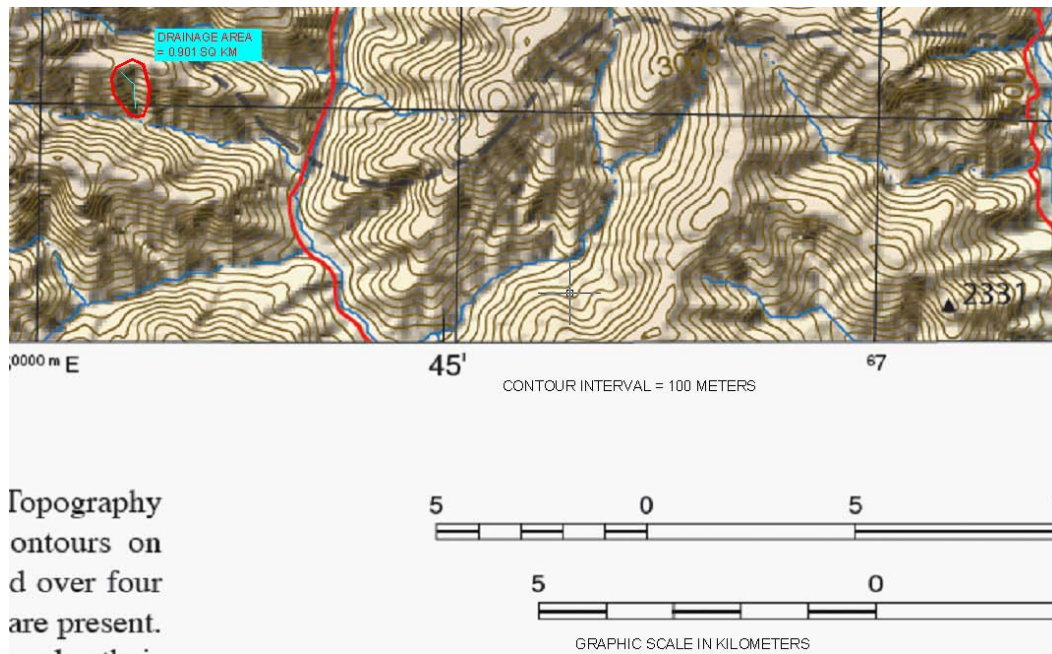 DRAINAGE AREA
= 0.901 SQ KM
3000
2331
0000 m E
45'
67
CONTOUR INTERVAL = 100 METERS
Topography
ontours on
d over four
are present.
5 0 5
5 0
GRAPHIC SCALE IN KILOMETERS